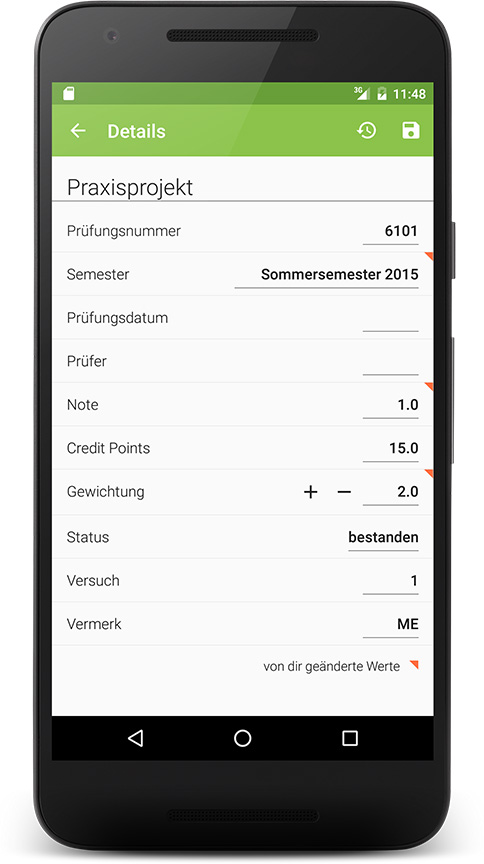 3G 11:48
Details
Praxisprojekt
Prüfungsnummer 6101
Semester Sommersemester 2015
Prüfungsdatum
Prüfer
Note 1.0
Credit Points 15.0
Gewichtung + − 2.0
Status bestanden
Versuch 1
Vermerk ME
von dir geänderte Werte